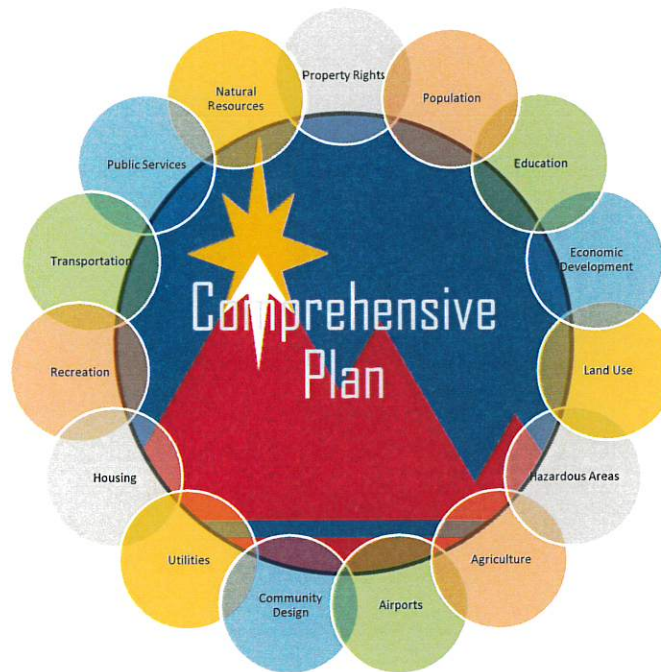 Property Rights
Population
Education
Economic
Development
Land Use
Hazardous Areas
Agriculture
Airports
Community
Design
Utilities
Housing
Recreation
Transportation
Public Services
Natural
Resources
Comprehensive
Plan